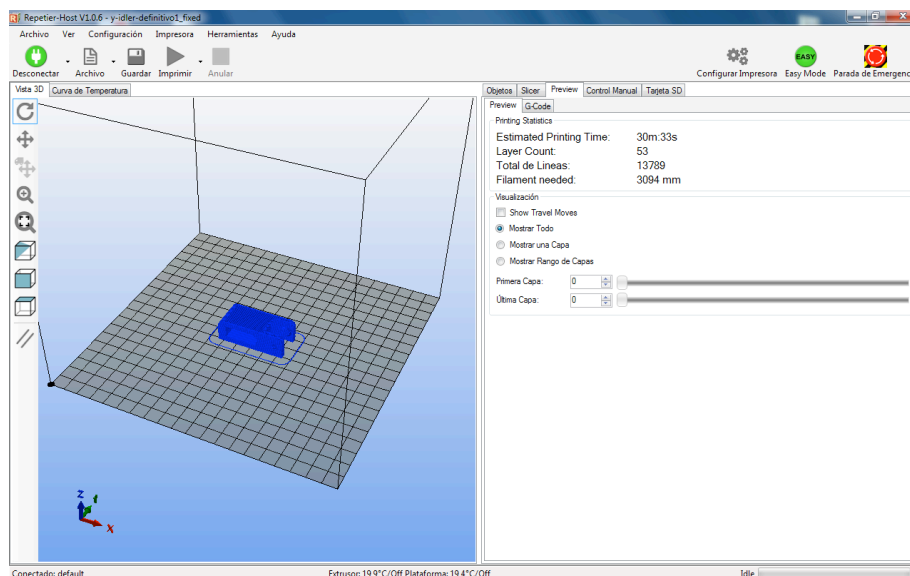 Repetier-Host V1.0.6 - y-idler-definitivo1_fixed
Archivo Ver Configuración Impresora Herramientas Ayuda
Desconectar Archivo Guardar Imprimir Anular Configurar Impresora Easy Mode Parada de Emergenc
EASY
Vista 3D Curva de Temperatura
Objetos Slicer Preview Control Manual Tarjeta SD
Preview G-Code
Printing Statistics
Estimated Printing Time: 30m:33s
Layer Count: 53
Total de Lineas: 13789
Filament needed: 3094 mm
Visualización
Show Travel Moves
Mostrar Todo
Mostrar una Capa
Mostrar Rango de Capas
Primera Capa: 0
Última Capa: 0
Z
X
Conectado: default Extrusor: 19.9°C/Off Plataforma: 19.4°C/Off Idle